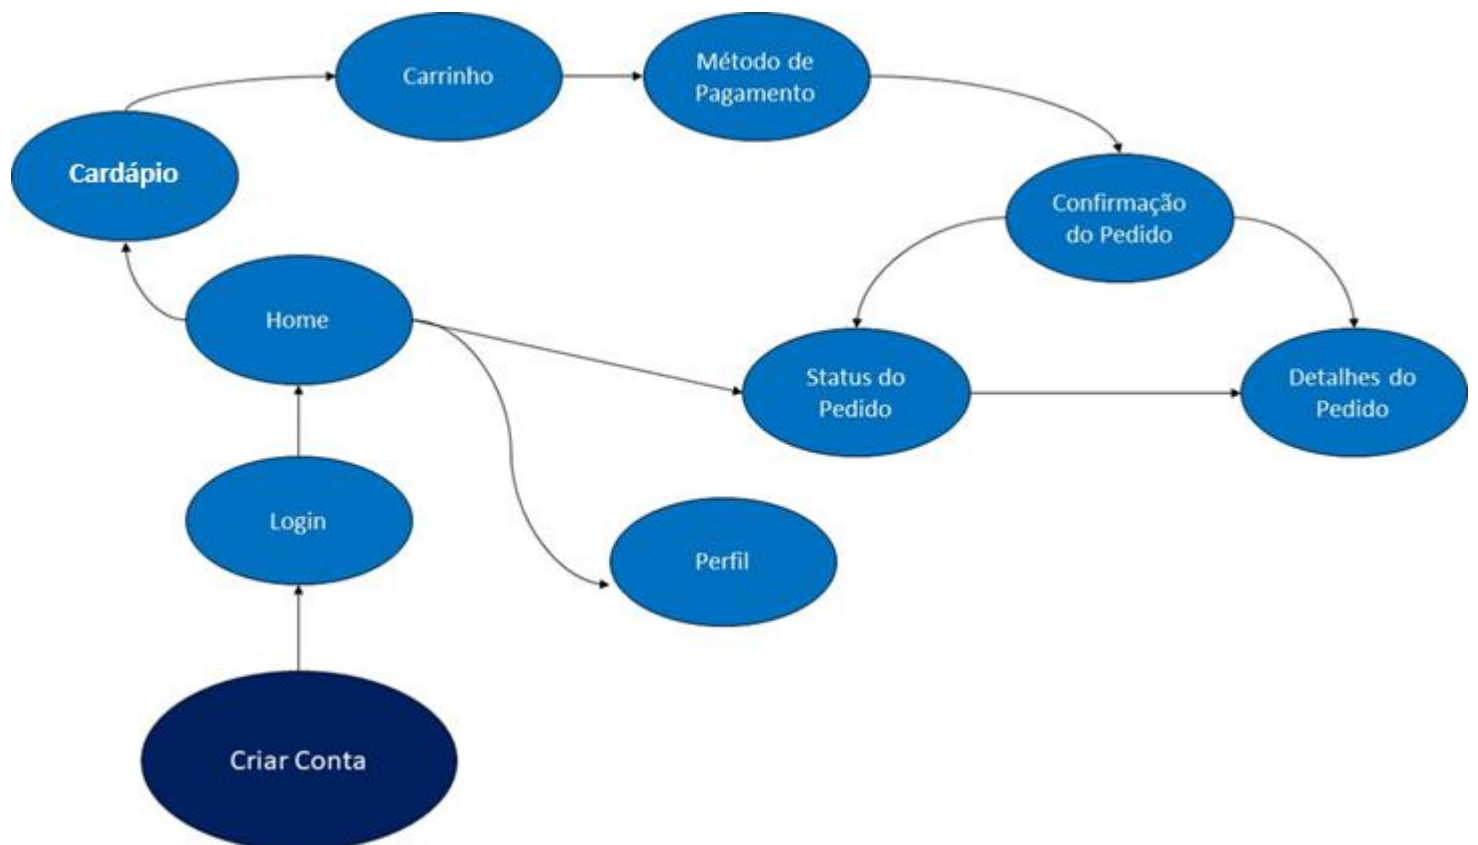 Carrinho
Método de
Pagamento
Cardápio
Confirmação
do Pedido
Home
Status do
Pedido
Detalhes do
Pedido
Login
Perfil
Criar Conta